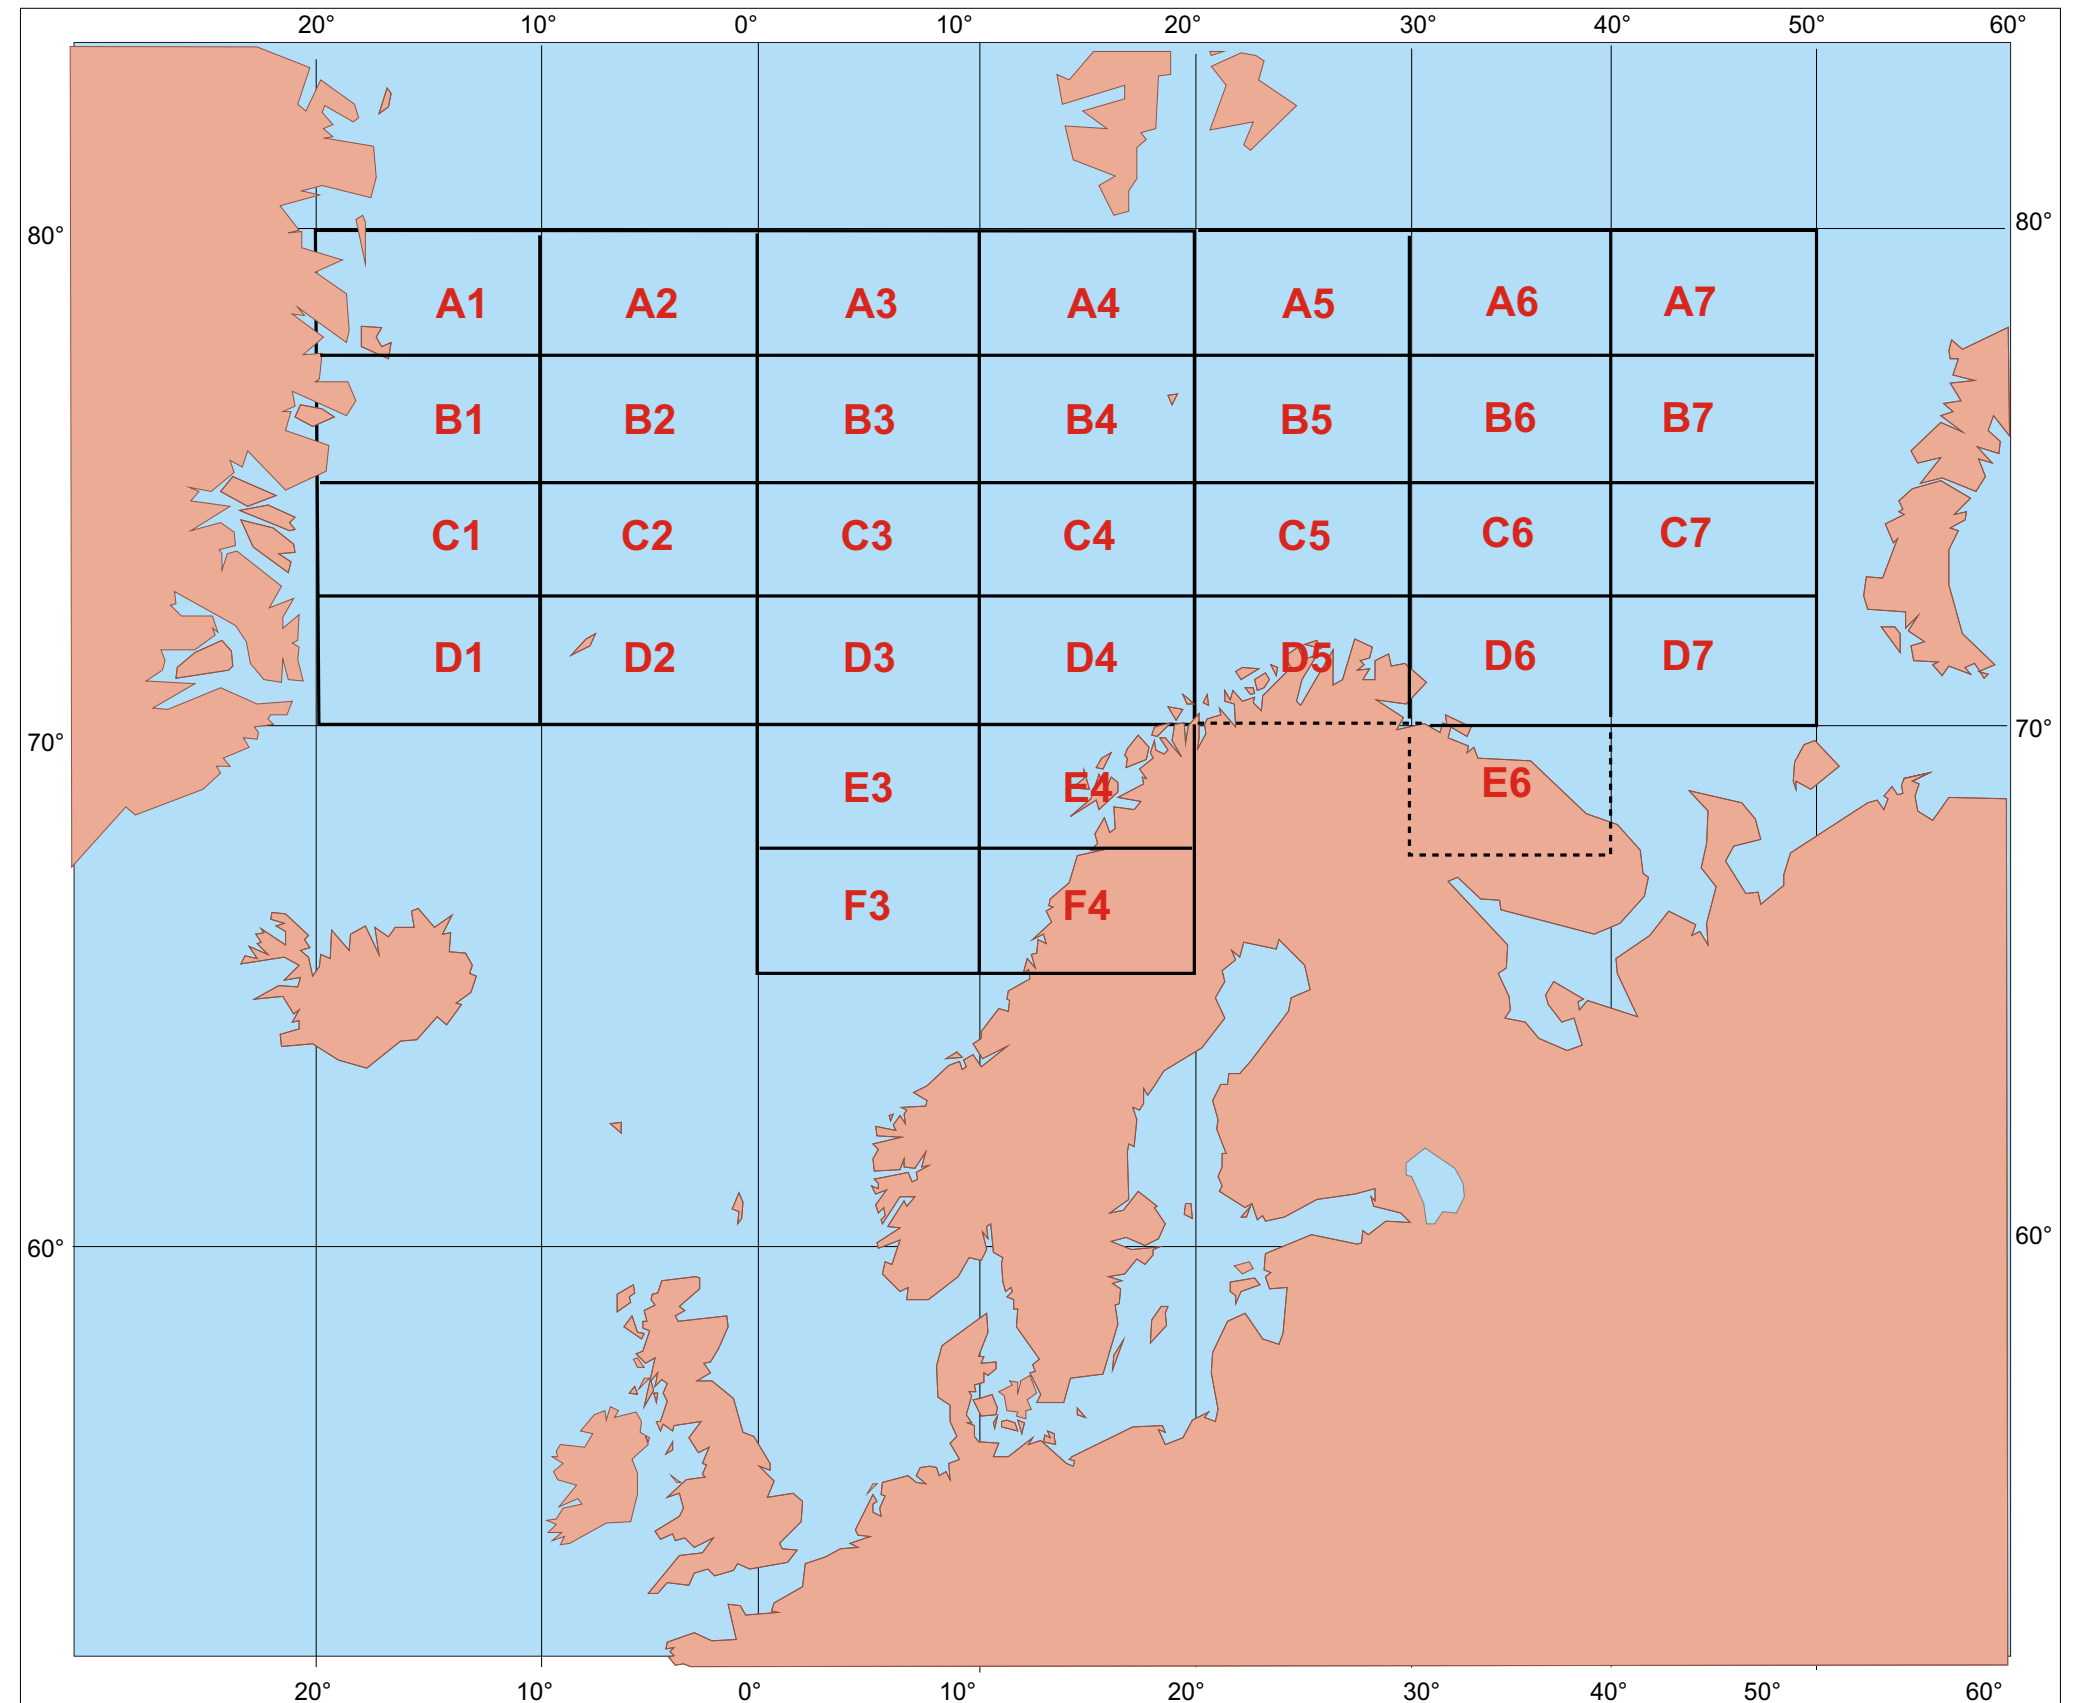 20° 10° 0° 10° 20° 30° 40° 50° 60°
80° 80°
A1 A2 A3 A4 A5 A6 A7
B1 B2 B3 B4 B5 B6 B7
C1 C2 C3 C4 C5 C6 C7
D1 D2 D3 D4 D5 D6 D7
70° 70°
E3 E4 E6
F3 F4
60° 60°
20° 10° 0° 10° 20° 30° 40° 50° 60°